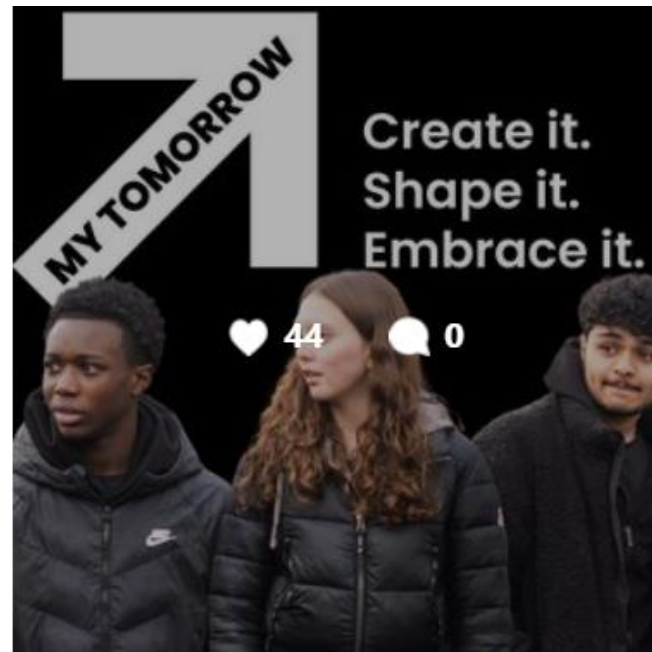 MY TOMORROW
Create it.
Shape it.
Embrace it.
44
0